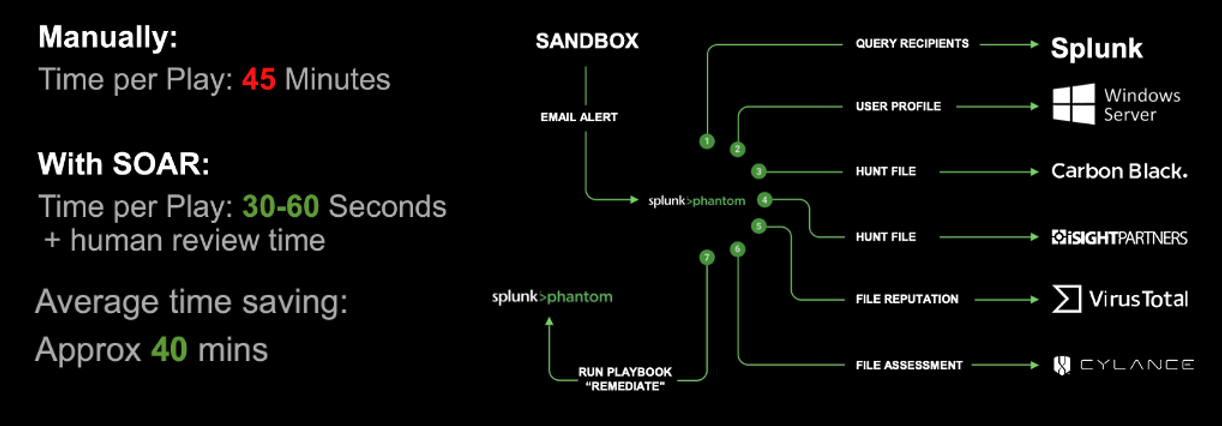 Manually:
Time per Play: 45 Minutes
With SOAR:
Time per Play: 30-60 Seconds
+ human review time
Average time saving:
Approx 40 mins
SANDBOX
EMAIL ALERT
splunk>phantom
1
QUERY RECIPIENTS
Splunk
2
USER PROFILE
Windows
Server
3
HUNT FILE
Carbon Black.
4
HUNT FILE
iSIGHTPARTNERS
5
FILE REPUTATION
VirusTotal
6
FILE ASSESSMENT
CYLANCE
7
RUN PLAYBOOK
“REMEDIATE"
splunk>phantom